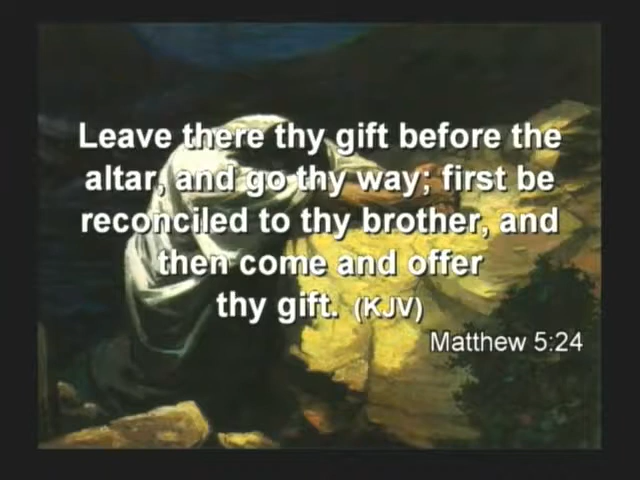 Leave there thy gift before the
altar, and go thy way; first be
reconciled to thy brother, and
then come and offer
thy gift. (KJV)
Matthew 5:24